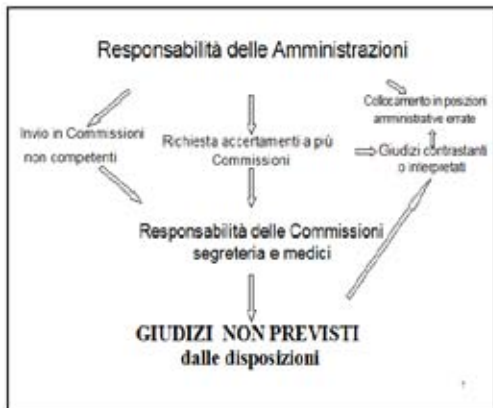 Responsabilità delle Amministrazioni
Invio in Commissioni
non competenti
Richiesta accertamenti a più
Commissioni
Collocamento in posizioni
amministrative errate
Giudizi contrastanti
o interpretati
Responsabilità delle Commissioni
segreteria e medici
GIUDIZI NON PREVISTI
dalle disposizioni